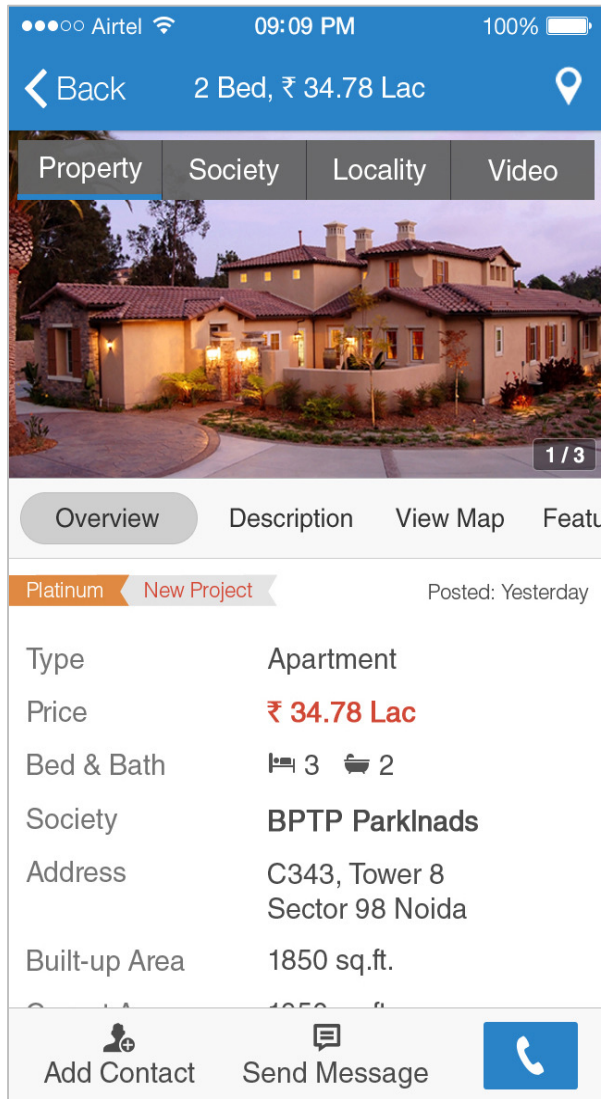 Airtel 09:09 PM 100%
Back 2 Bed, ₹ 34.78 Lac
Property Society Locality Video
1 / 3
Overview Description View Map Featu
Platinum New Project Posted: Yesterday
Type Apartment
Price ₹ 34.78 Lac
Bed & Bath 3 2
Society BPTP Parklnads
Address C343, Tower 8
Sector 98 Noida
Built-up Area 1850 sq.ft.
Add Contact Send Message